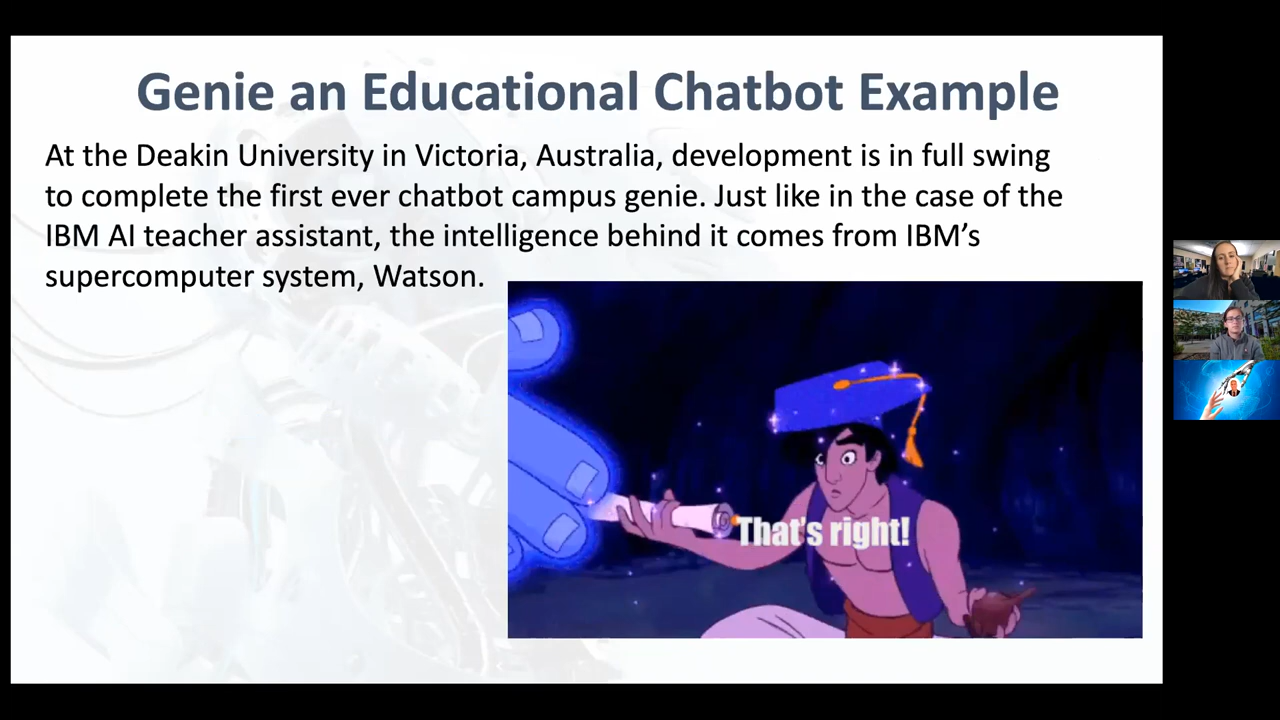 Genie an Educational Chatbot Example
At the Deakin University in Victoria, Australia, development is in full swing
to complete the first ever chatbot campus genie. Just like in the case of the
IBM AI teacher assistant, the intelligence behind it comes from IBM’s
supercomputer system, Watson.
That's right!